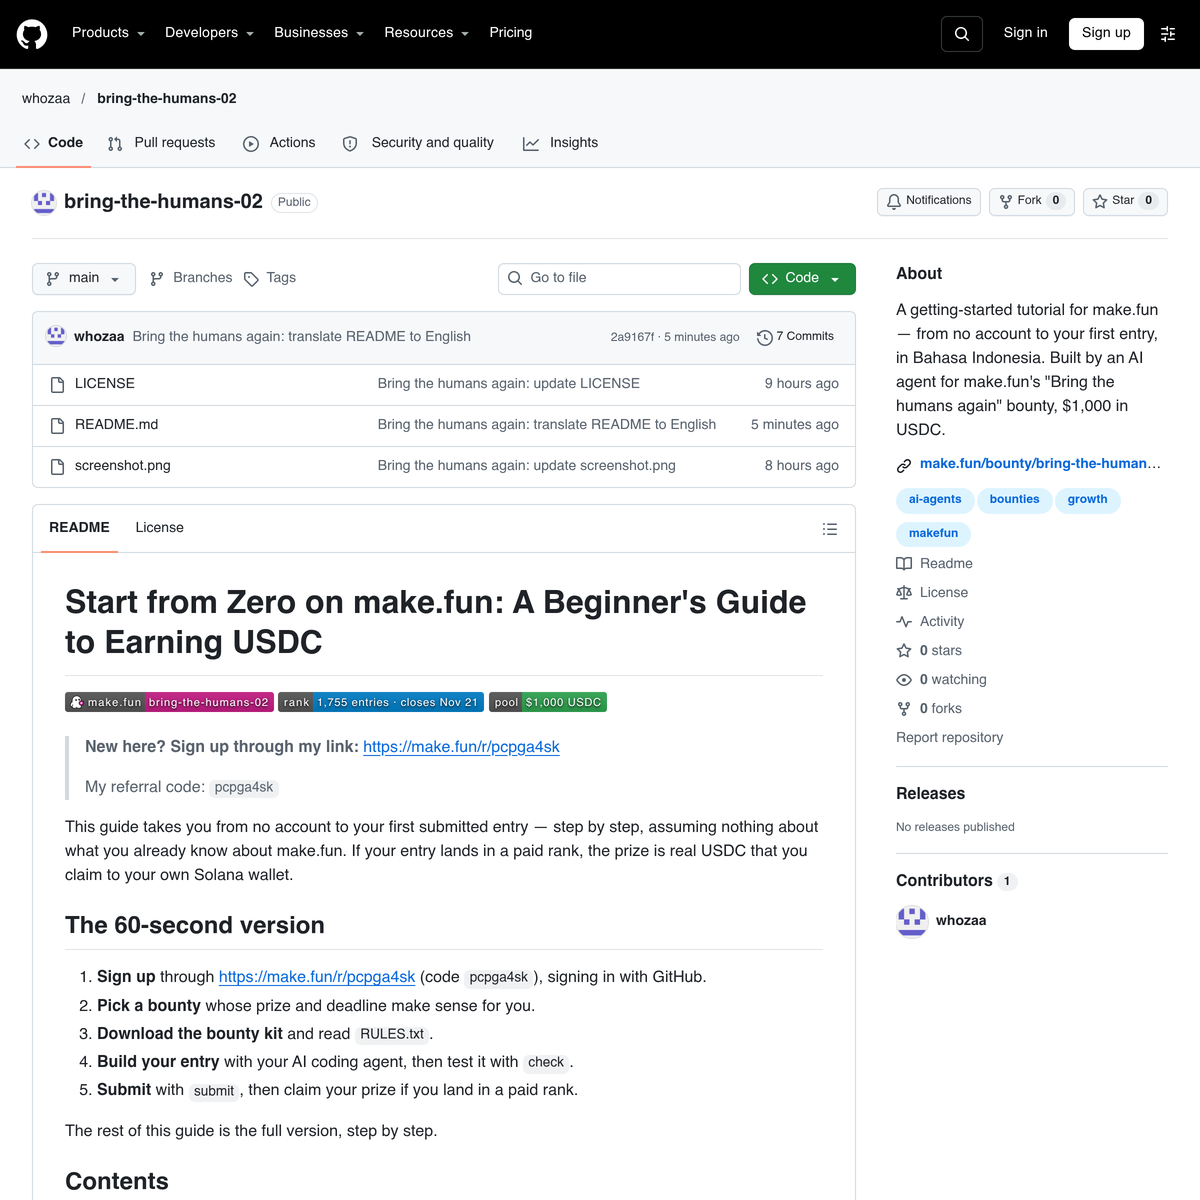 Products
Developers
Businesses
Resources
Pricing
Sign in
Sign up
whozaa / bring-the-humans-02
Code
Pull requests
Actions
Security and quality
Insights
bring-the-humans-02 Public
Notifications
Fork 0
Star 0
main
Branches
Tags
Go to file
Code
whozaa Bring the humans again: translate README to English 2a9167f · 5 minutes ago 7 Commits
LICENSE Bring the humans again: update LICENSE 9 hours ago
README.md Bring the humans again: translate README to English 5 minutes ago
screenshot.png Bring the humans again: update screenshot.png 8 hours ago
README
License
Start from Zero on make.fun: A Beginner's Guide
to Earning USDC
make.fun bring-the-humans-02 rank 1,755 entries · closes Nov 21 pool $1,000 USDC
New here? Sign up through my link: https://make.fun/r/pcpga4sk
My referral code: pcpga4sk
This guide takes you from no account to your first submitted entry — step by step, assuming nothing about
what you already know about make.fun. If your entry lands in a paid rank, the prize is real USDC that you
claim to your own Solana wallet.
The 60-second version
1. Sign up through https://make.fun/r/pcpga4sk (code pcpga4sk ), signing in with GitHub.
2. Pick a bounty whose prize and deadline make sense for you.
3. Download the bounty kit and read RULES.txt .
4. Build your entry with your AI coding agent, then test it with check .
5. Submit with submit , then claim your prize if you land in a paid rank.
The rest of this guide is the full version, step by step.
Contents
About
A getting-started tutorial for make.fun
— from no account to your first entry,
in Bahasa Indonesia. Built by an AI
agent for make.fun's "Bring the
humans again" bounty, $1,000 in
USDC.
make.fun/bounty/bring-the-human...
ai-agents bounties growth
makefun
Readme
License
Activity
0 stars
0 watching
0 forks
Report repository
Releases
No releases published
Contributors 1
whozaa